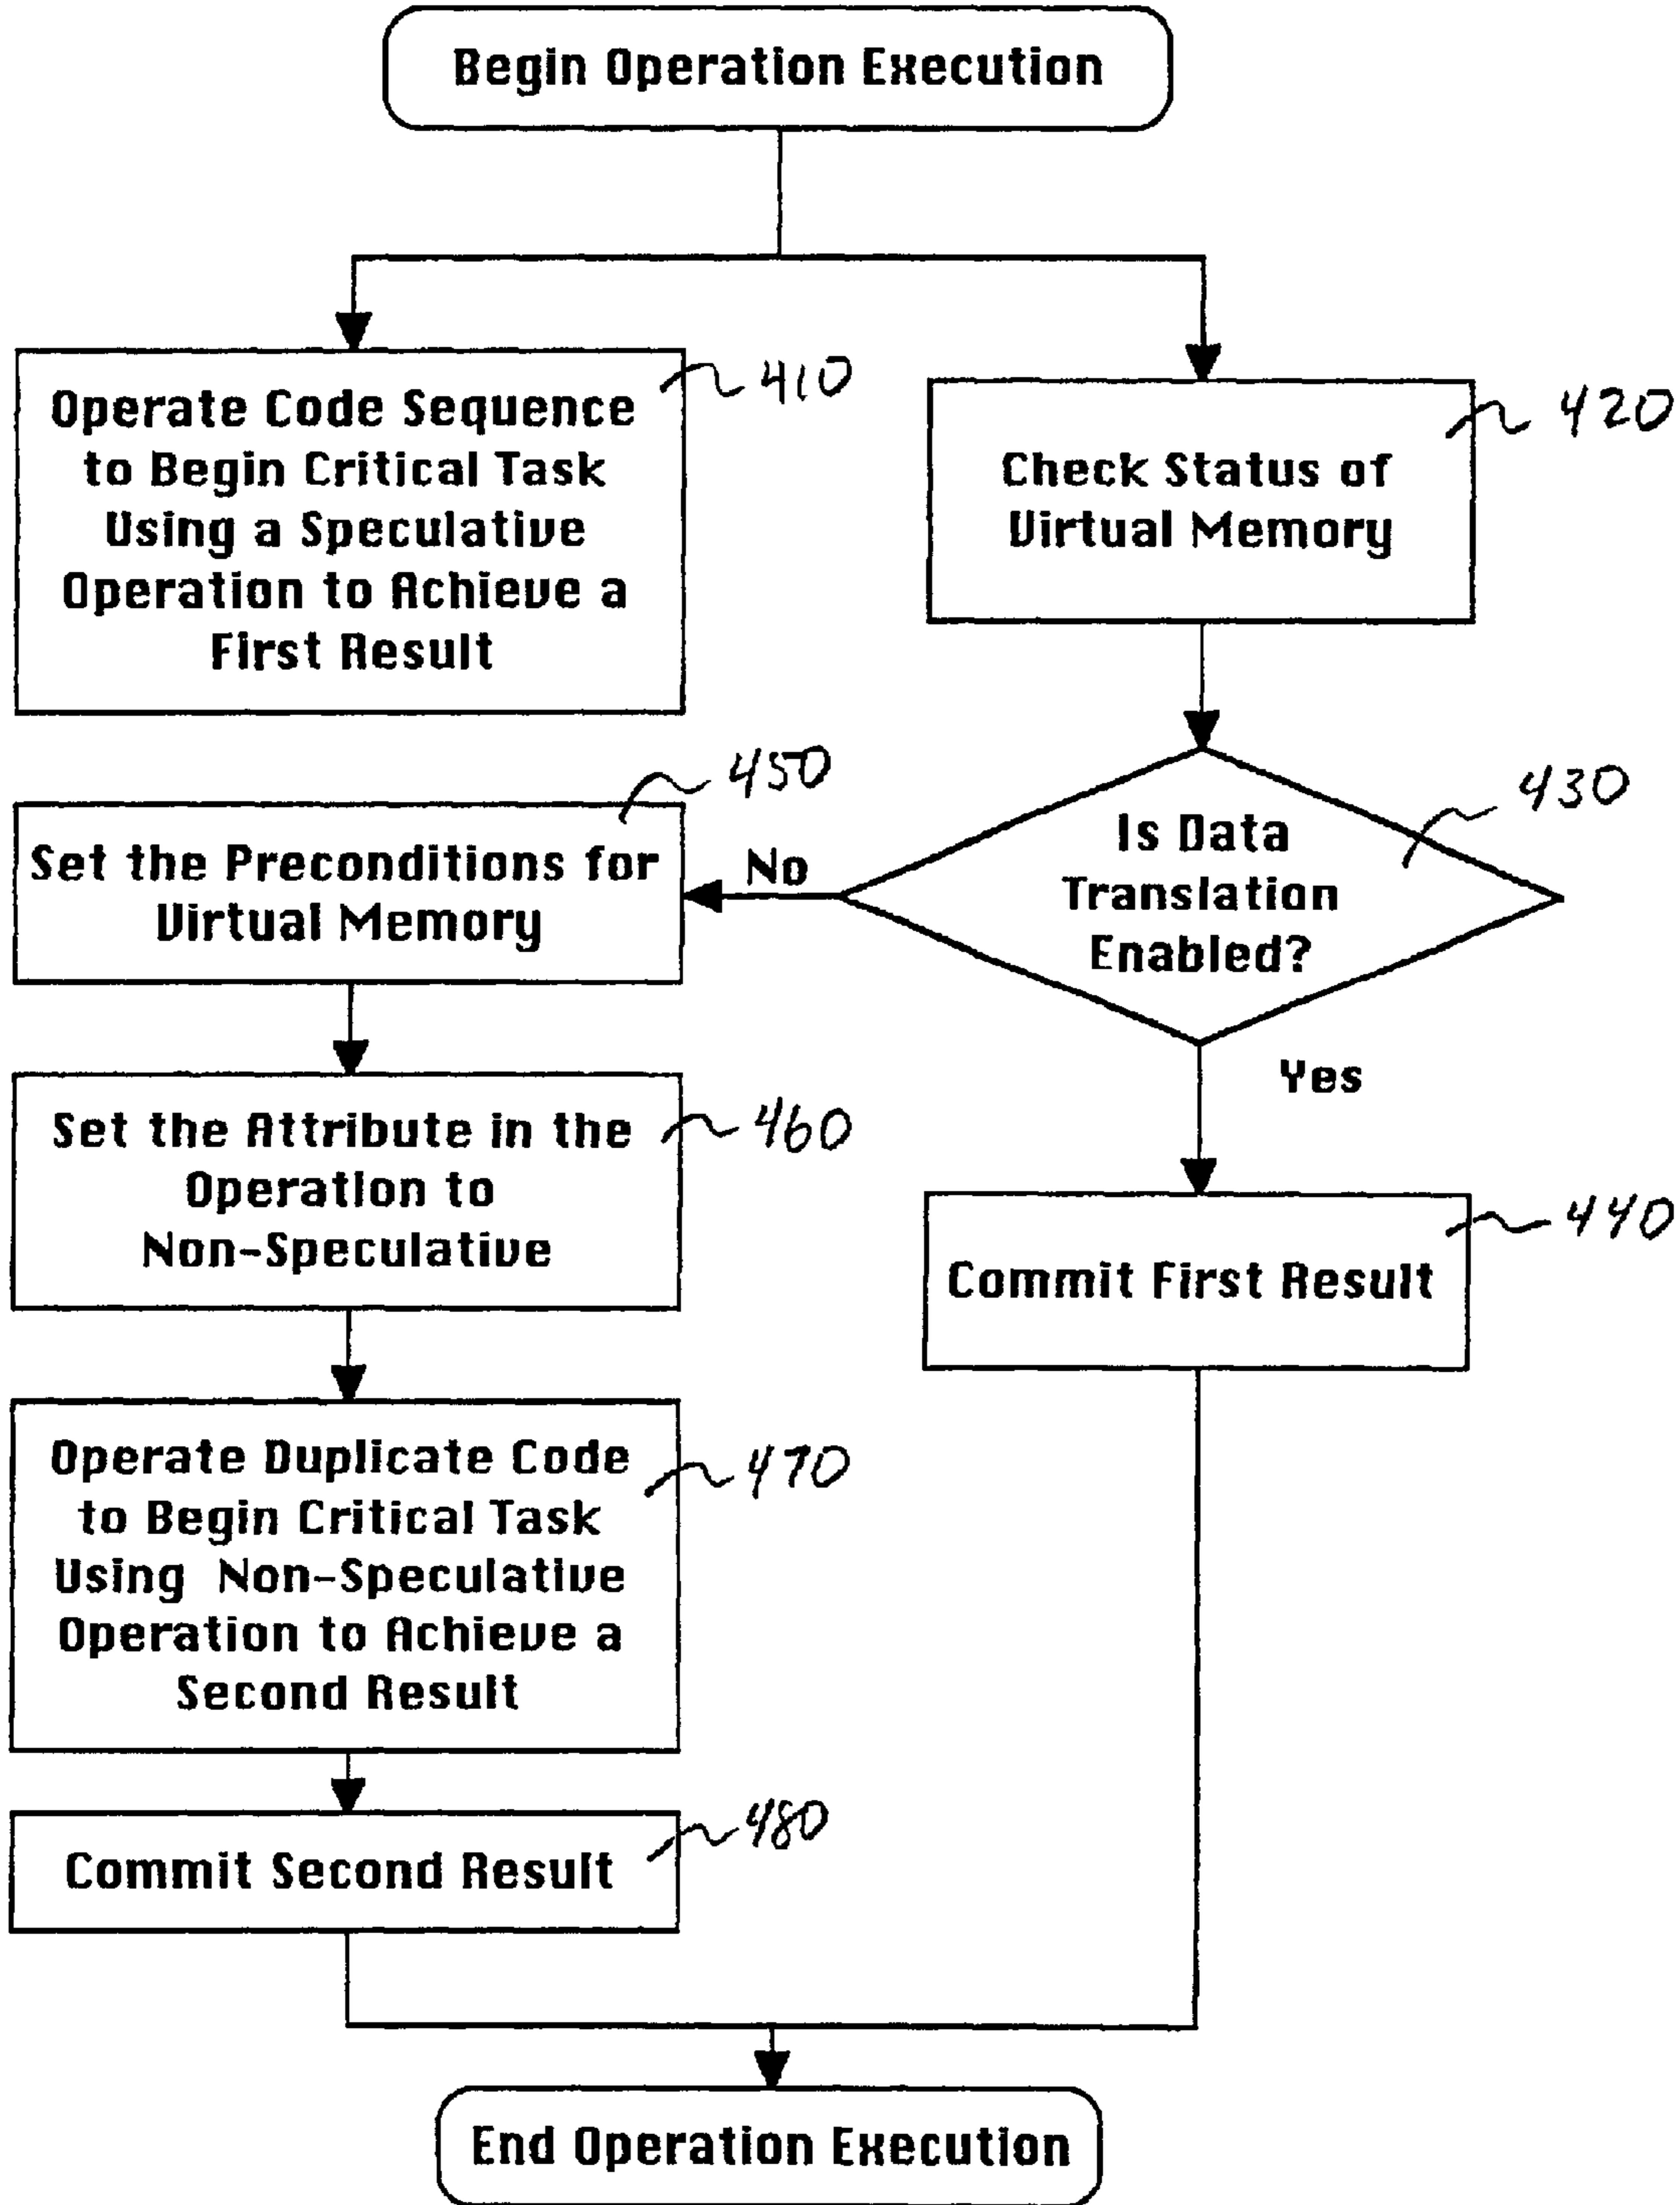 Begin Operation Execution
410
Operate Code Sequence
to Begin Critical Task
Using a Speculative
Operation to Achieve a
First Result
420
Check Status of
Virtual Memory
430
Is Data
Translation
Enabled?
No
Yes
450
Set the Preconditions for
Virtual Memory
460
Set the Attribute in the
Operation to
Non-Speculative
440
Commit First Result
470
Operate Duplicate Code
to Begin Critical Task
Using Non-Speculative
Operation to Achieve a
Second Result
480
Commit Second Result
End Operation Execution